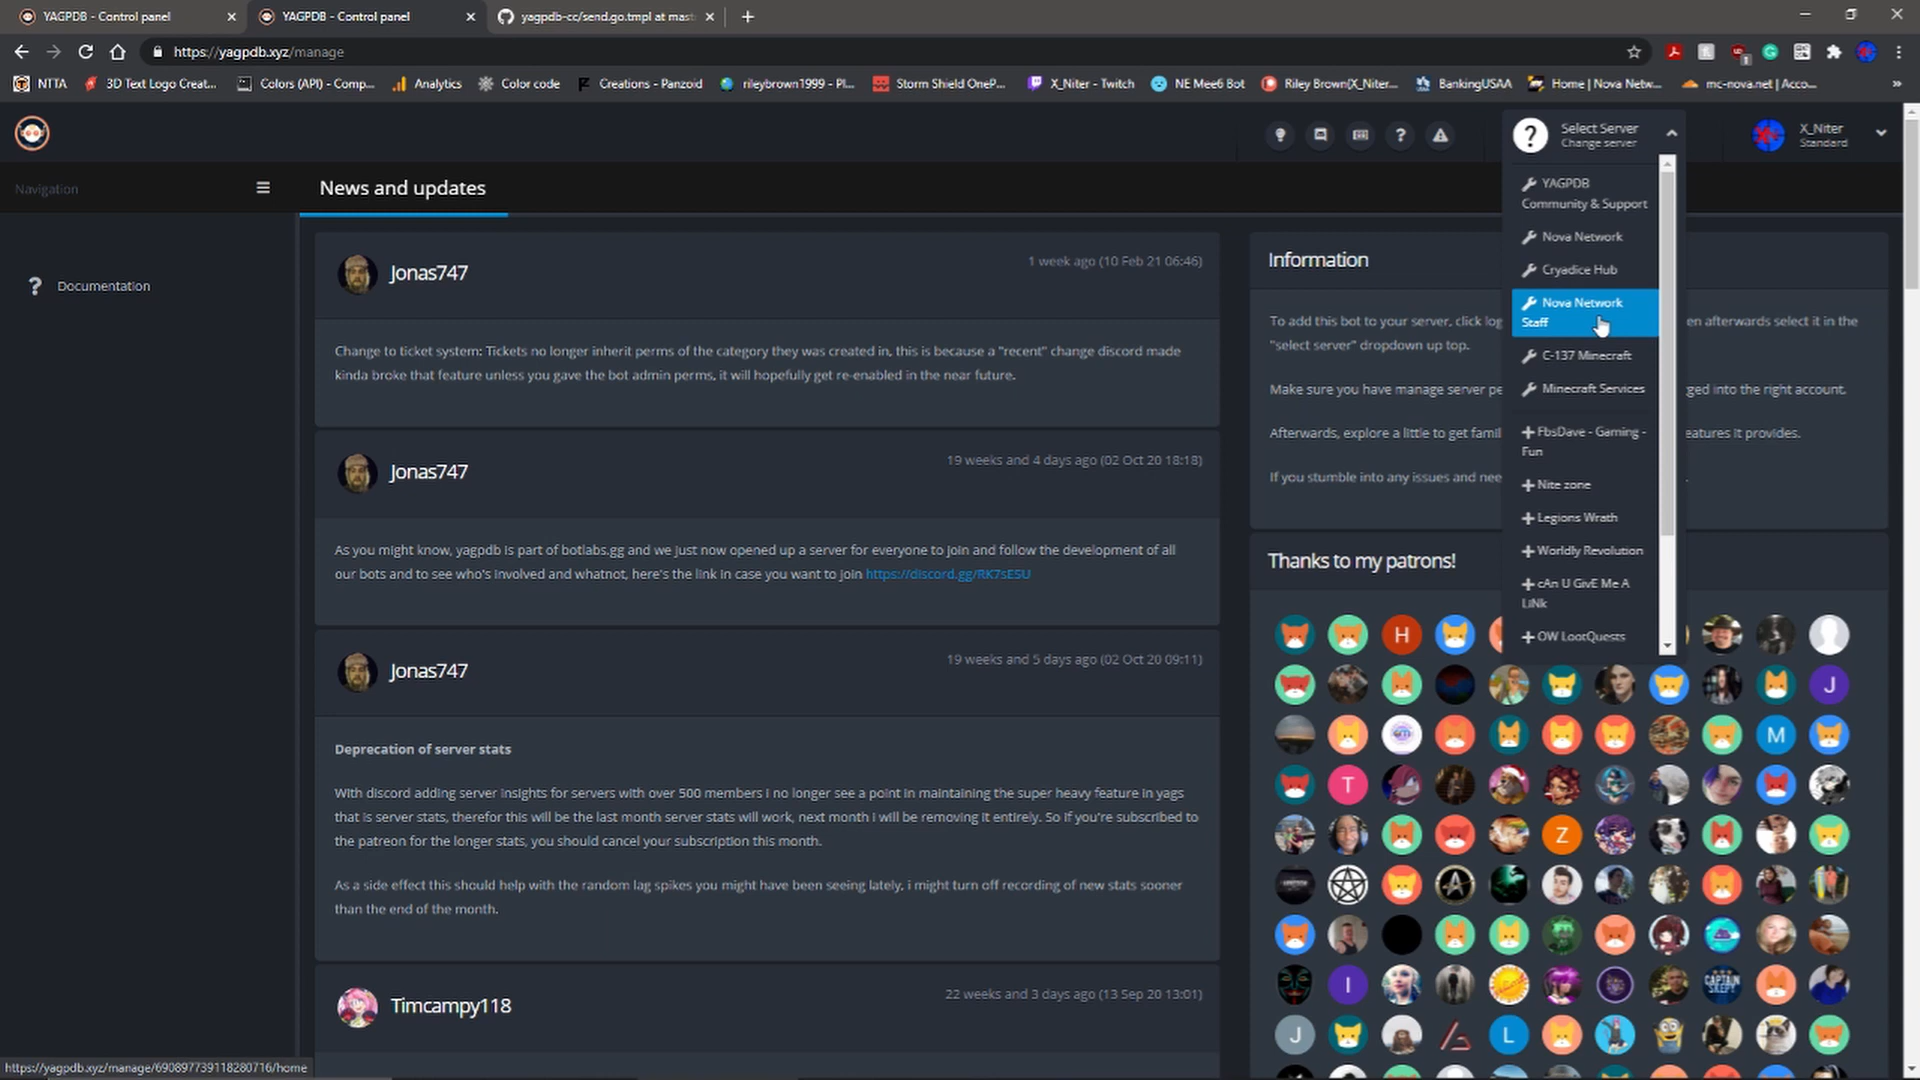 YAGPDB - Control panel
YAGPDB - Control panel
yagpdb-cc/send.go.tmpl at mast
https://yagpdb.xyz/manage
NTTA
3D Text Logo Creat...
Colors (API) - Comp...
Analytics
Color code
Creations - Panzoid
rileybrown1999 - Pl...
Storm Shield OneP...
X_Niter - Twitch
NE Mee6 Bot
Riley Brown(X_Niter...
BankingUSAA
Home | Nova Netw...
mc-nova.net | Acco...
»
?
?
Select Server
Change server
X_Niter
Standard
Navigation
News and updates
YAGPDB
Community & Support
Nova Network
Cryadice Hub
Nova Network
Staff
C-137 Minecraft
Minecraft Services
FbsDave - Gaming -
Fun
Nite zone
Legions Wrath
Worldly Revolution
cAn U GivE Me A
LiNk
OW LootQuests
? Documentation
Jonas747
1 week ago (10 Feb 21 06:46)
Change to ticket system: Tickets no longer inherit perms of the category they was created in, this is because a "recent" change discord made
kinda broke that feature unless you gave the bot admin perms, it will hopefully get re-enabled in the near future.
Jonas747
19 weeks and 4 days ago (02 Oct 20 18:18)
As you might know, yagpdb is part of botlabs.gg and we just now opened up a server for everyone to join and follow the development of all
our bots and to see who's involved and whatnot, here's the link in case you want to join https://discord.gg/RK7sESU
Jonas747
19 weeks and 5 days ago (02 Oct 20 09:11)
Deprecation of server stats
With discord adding server insights for servers with over 500 members i no longer see a point in maintaining the super heavy feature in yags
that is server stats, therefor this will be the last month server stats will work, next month i will be removing it entirely. So if you're subscribed to
the patreon for the longer stats, you should cancel your subscription this month.
As a side effect this should help with the random lag spikes you might have been seeing lately, i might turn off recording of new stats sooner
than the end of the month.
Timcampy118
22 weeks and 3 days ago (13 Sep 20 13:01)
Information
To add this bot to your server, click log en afterwards select it in the
"select server" dropdown up top.
Make sure you have manage server pe ged into the right account.
Afterwards, explore a little to get famil eatures it provides.
If you stumble into any issues and nee
Thanks to my patrons!
H
J
M
T
Z
CAPTAIN
I
J
L
https://yagpdb.xyz/manage/690897739118280716/home